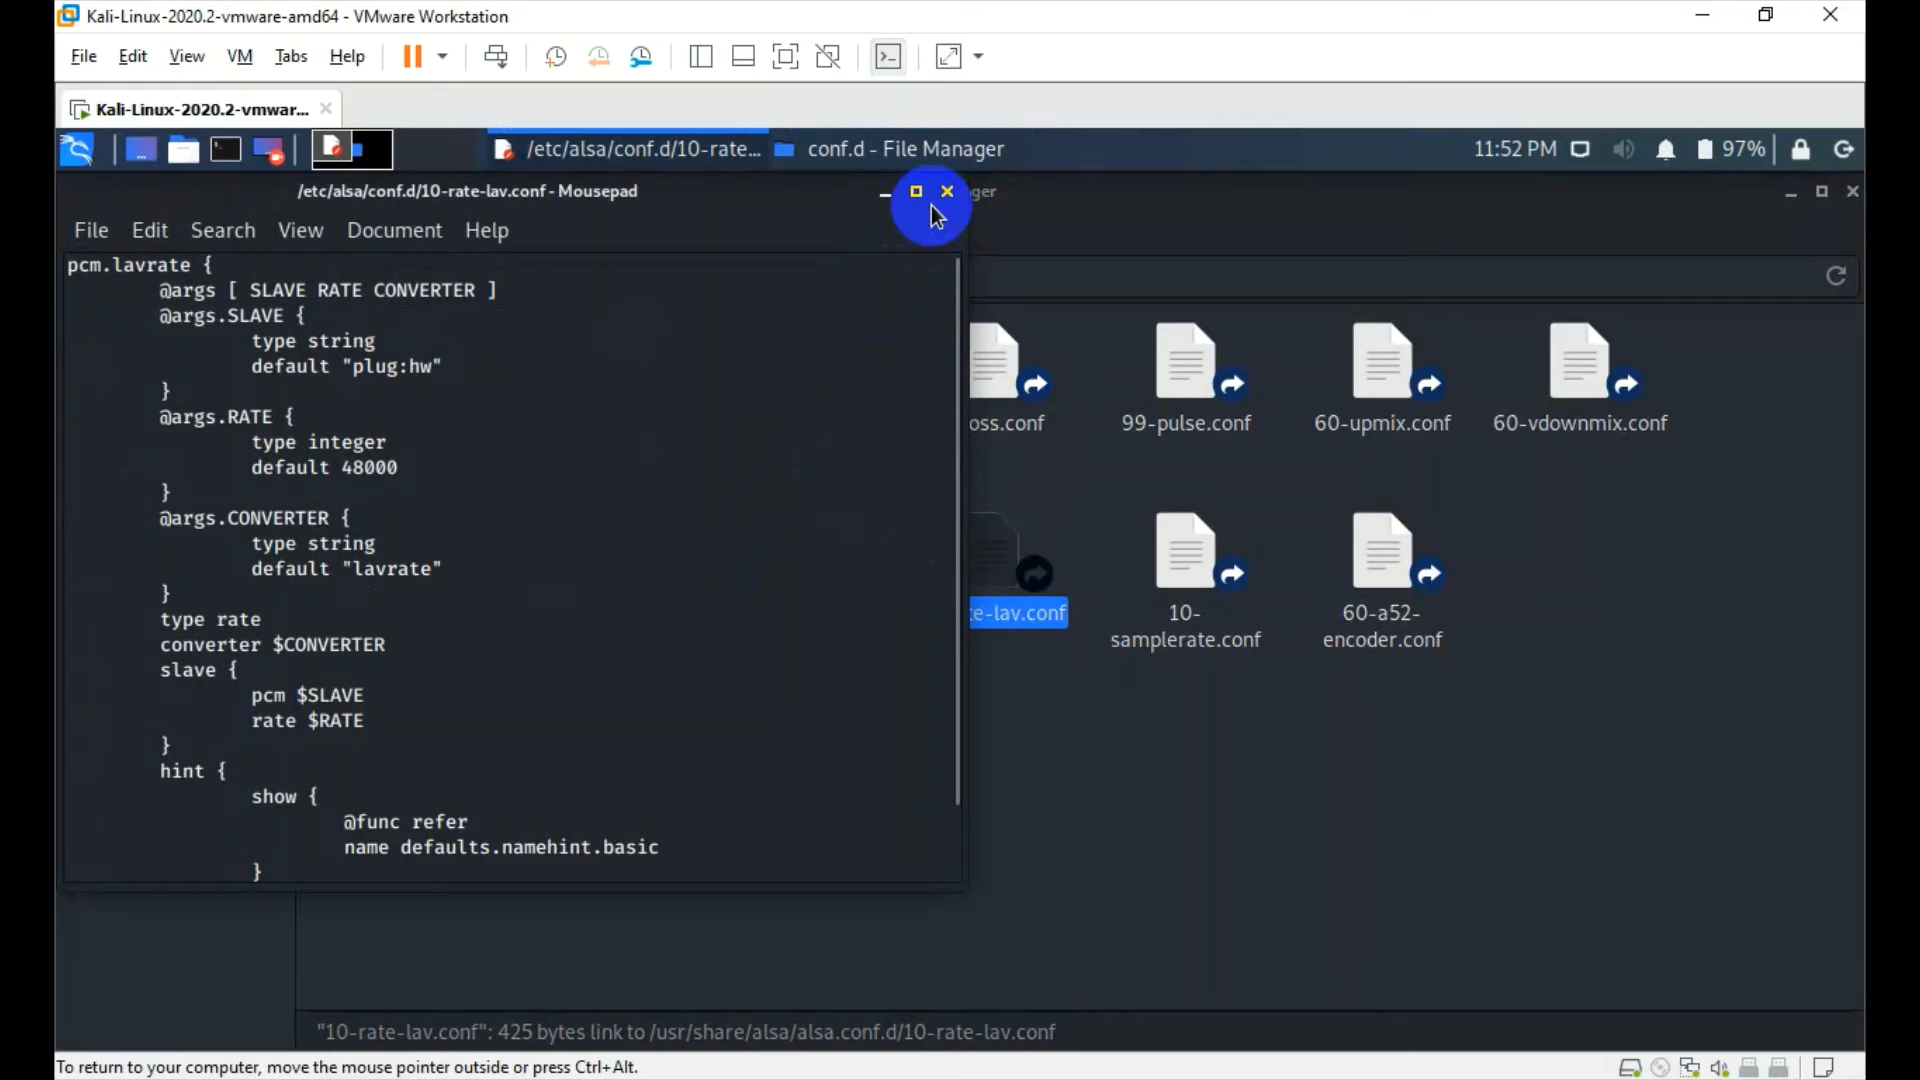 Kali-Linux-2020.2-vmware-amd64 - VMware Workstation
File Edit View VM Tabs Help
Kali-Linux-2020.2-vmwar...
/etc/alsa/conf.d/10-rate... conf.d - File Manager 11:52 PM 97%
/etc/alsa/conf.d/10-rate-lav.conf - Mousepad
ger
File Edit Search View Document Help
pcm.lavrate {
@args [ SLAVE RATE CONVERTER ]
@args.SLAVE {
type string
default "plug:hw"
}
@args.RATE {
type integer
default 48000
}
@args.CONVERTER {
type string
default "lavrate"
}
type rate
converter $CONVERTER
slave {
pcm $SLAVE
rate $RATE
}
hint {
show {
@func refer
name defaults.namehint.basic
}
oss.conf 99-pulse.conf 60-upmix.conf 60-vdownmix.conf
te-lav.conf 10-
samplerate.conf
60-a52-
encoder.conf
"10-rate-lav.conf": 425 bytes link to /usr/share/alsa/alsa.conf.d/10-rate-lav.conf
To return to your computer, move the mouse pointer outside or press Ctrl+Alt.